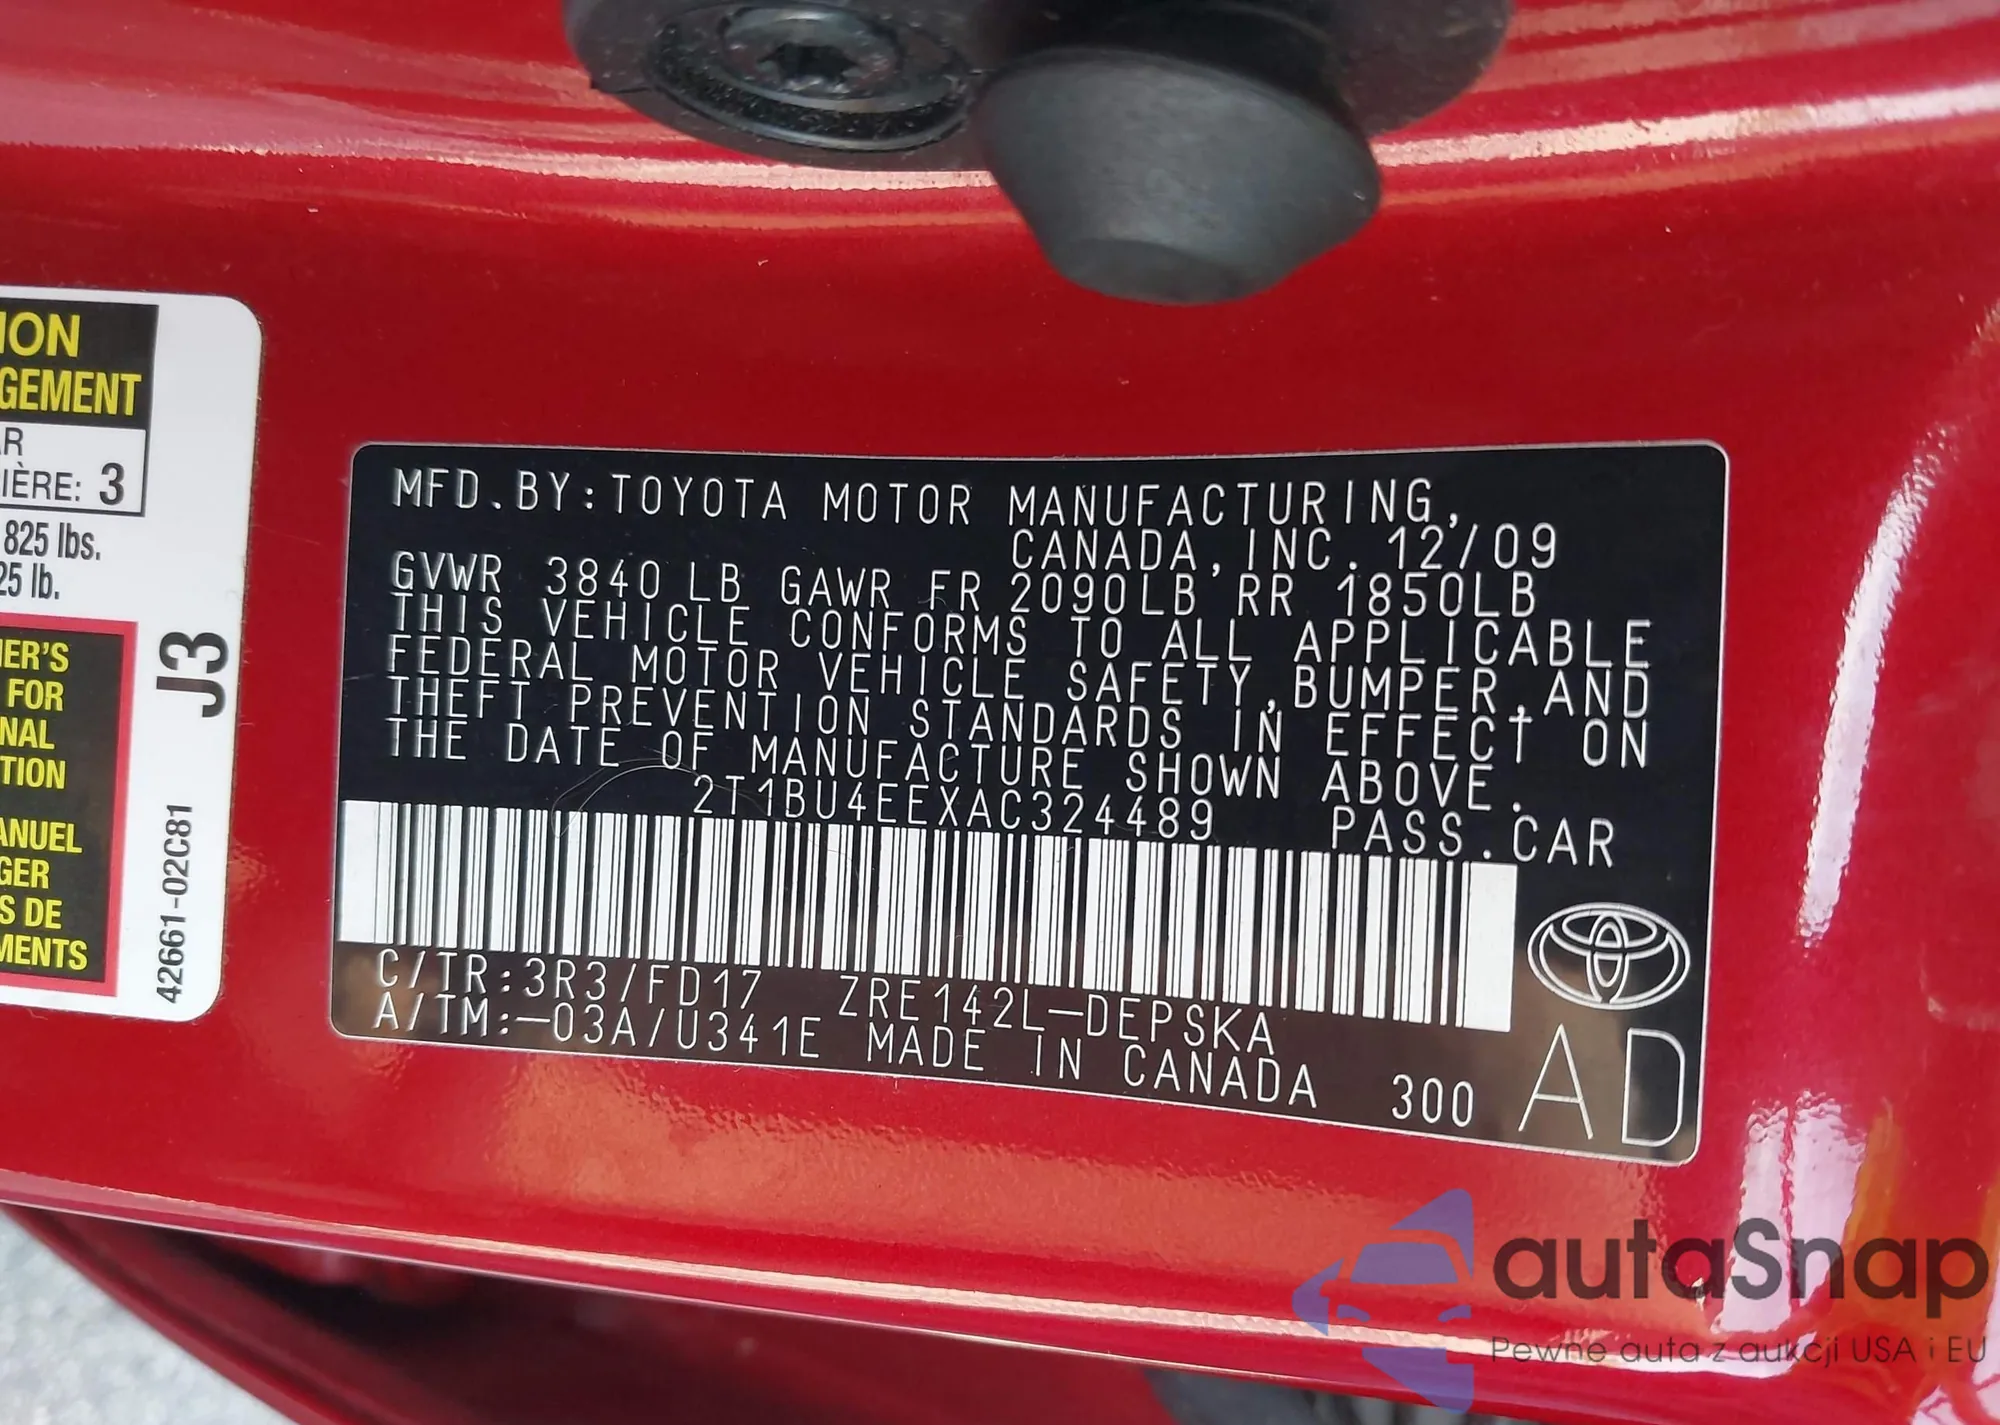 ION
GEMENT
AR
IÈRE: 3
825 lbs.
25 lb.
IER'S
FOR
NAL
TION
ANUEL
GER
S DE
MENTS
J3
42661-02C81
MFD.BY:TOYOTA MOTOR MANUFACTURING,
CANADA,INC. 12/09
GVWR 3840 LB GAWR FR 2090LB RR 1850LB
THIS VEHICLE CONFORMS TO ALL APPLICABLE
FEDERAL MOTOR VEHICLE SAFETY,BUMPER,AND
THEFT PREVENTION STANDARDS IN EFFECT ON
THE DATE OF MANUFACTURE SHOWN ABOVE.
2T1BU4EEXAC324489 PASS.CAR
C/TR:3R3/FD17 ZRE142L-DEPSKA
A/TM:-03A/U341E MADE IN CANADA 300 AD
autaSnap
Pewne auta z aukcji USA i EU